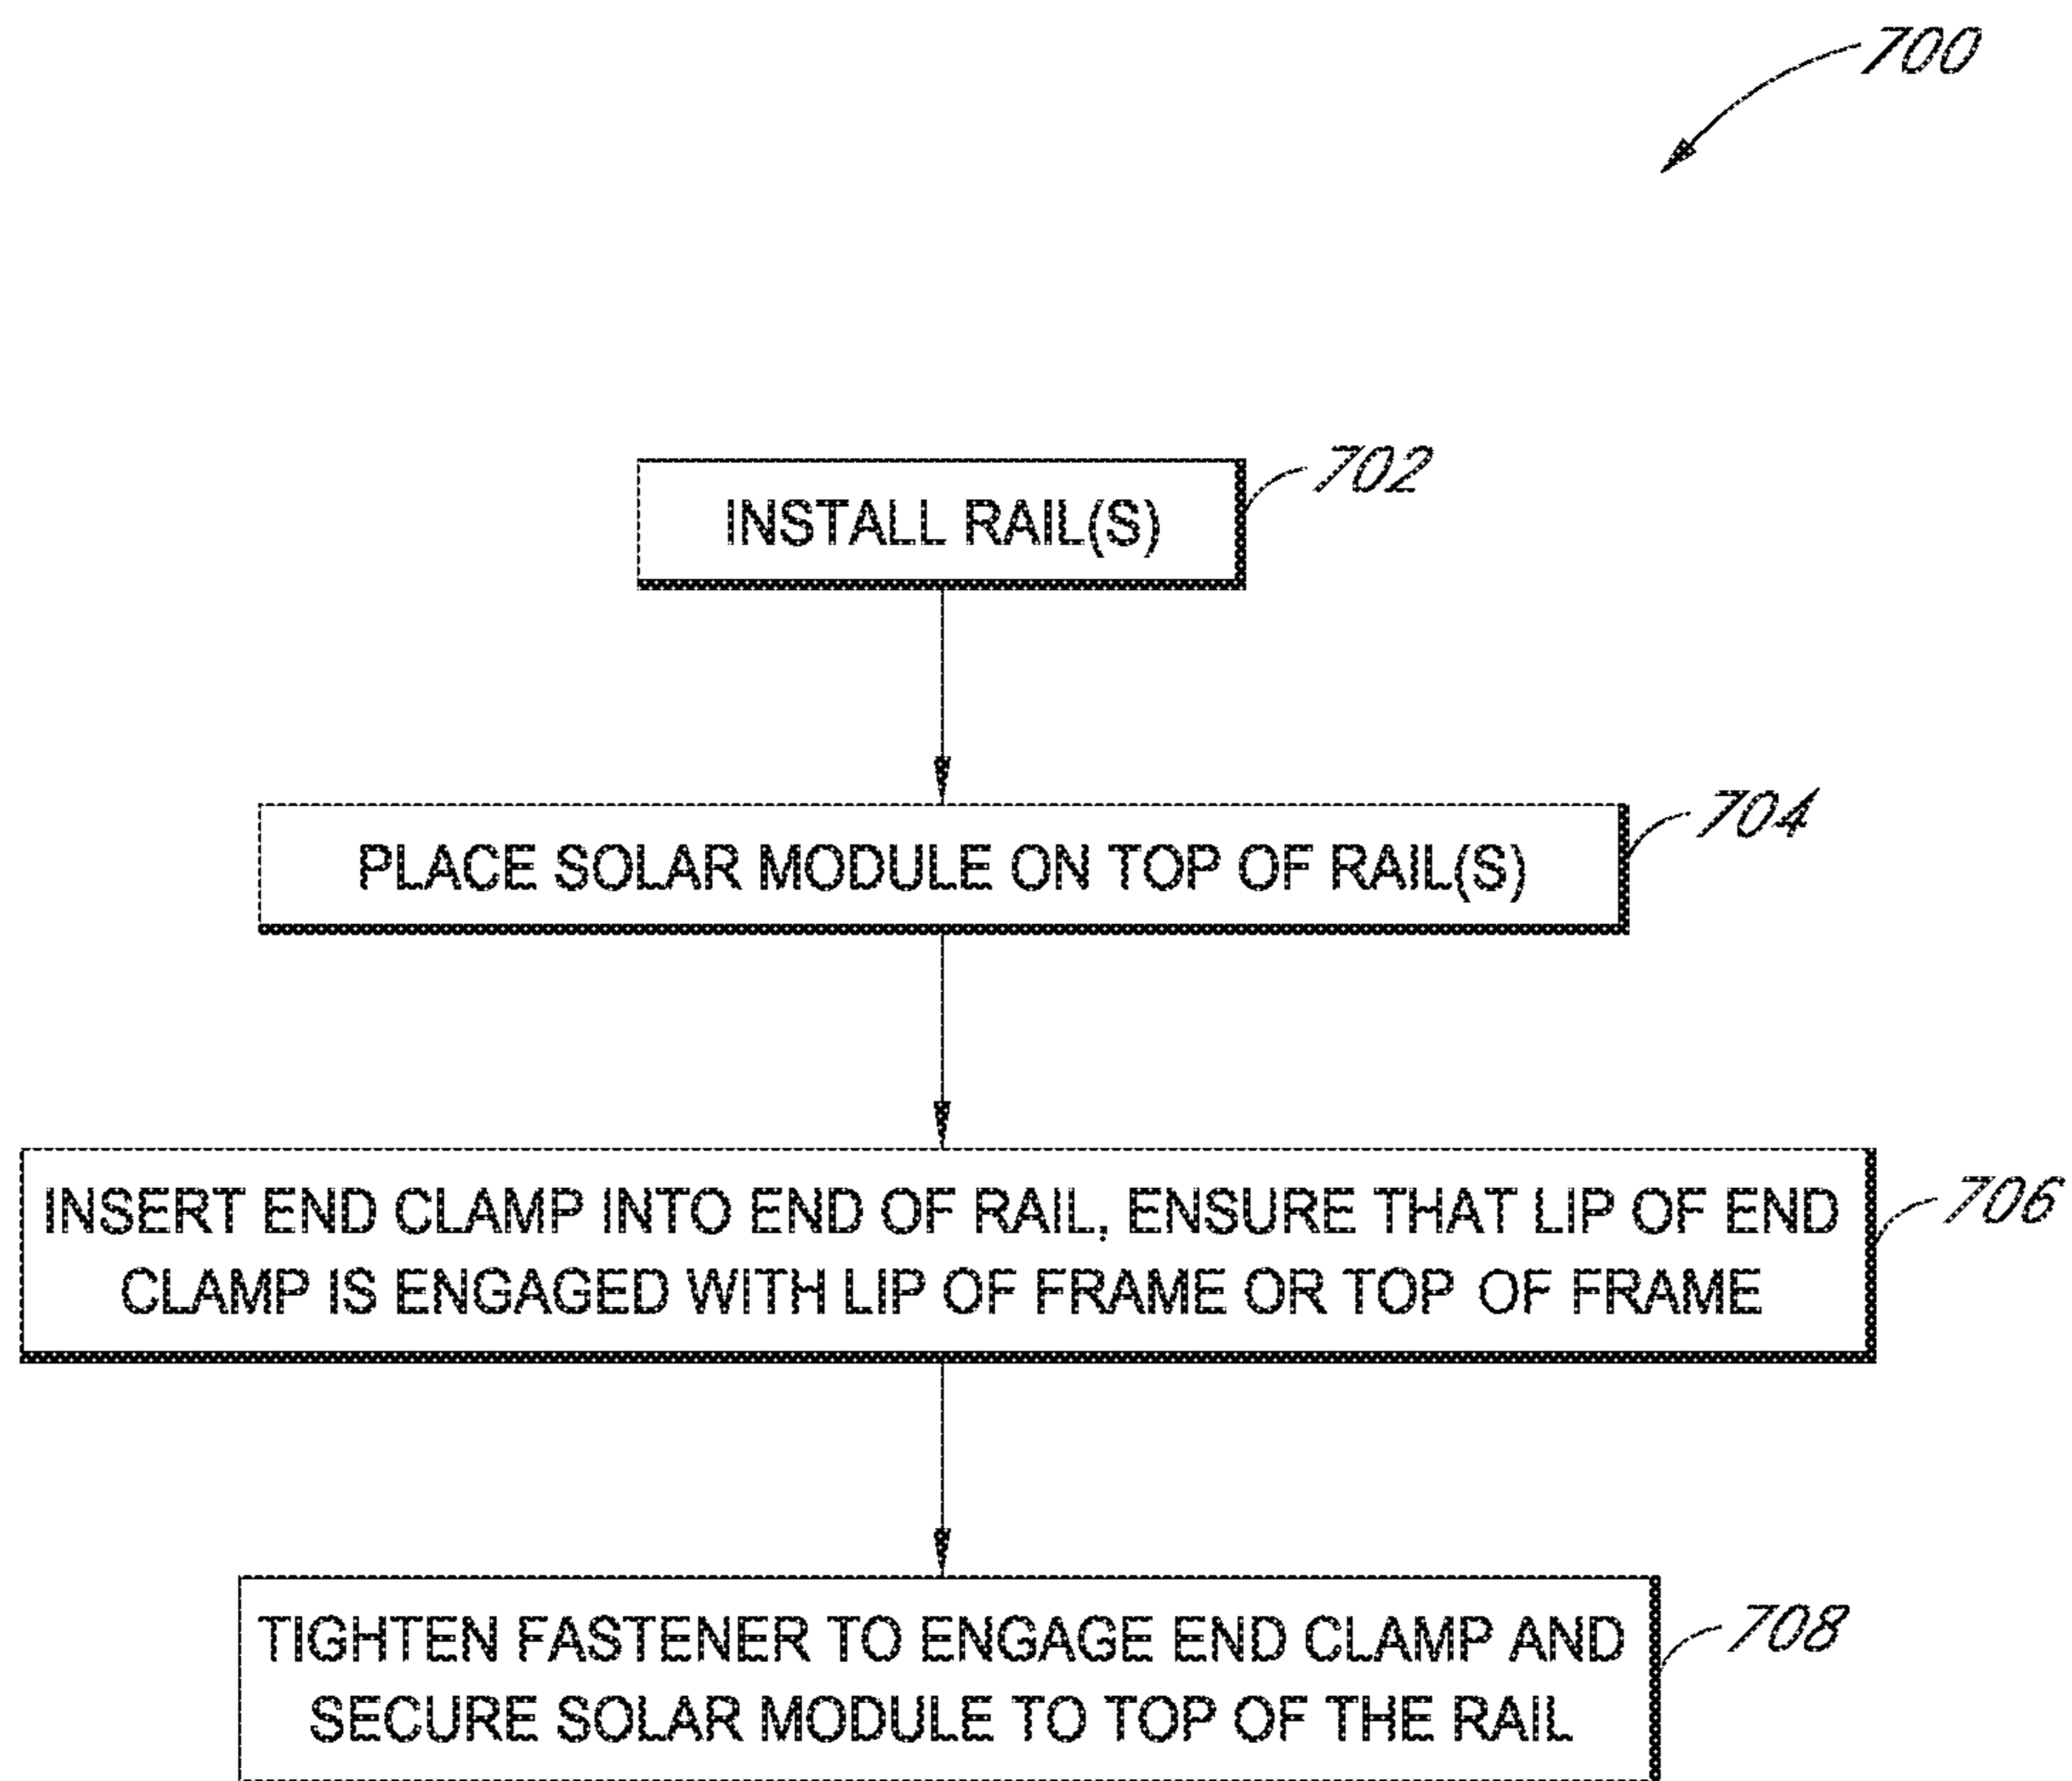 700
INSTALL RAIL(S)
702
PLACE SOLAR MODULE ON TOP OF RAIL(S)
704
INSERT END CLAMP INTO END OF RAIL, ENSURE THAT LIP OF END
CLAMP IS ENGAGED WITH LIP OF FRAME OR TOP OF FRAME
706
TIGHTEN FASTENER TO ENGAGE END CLAMP AND
SECURE SOLAR MODULE TO TOP OF THE RAIL
708